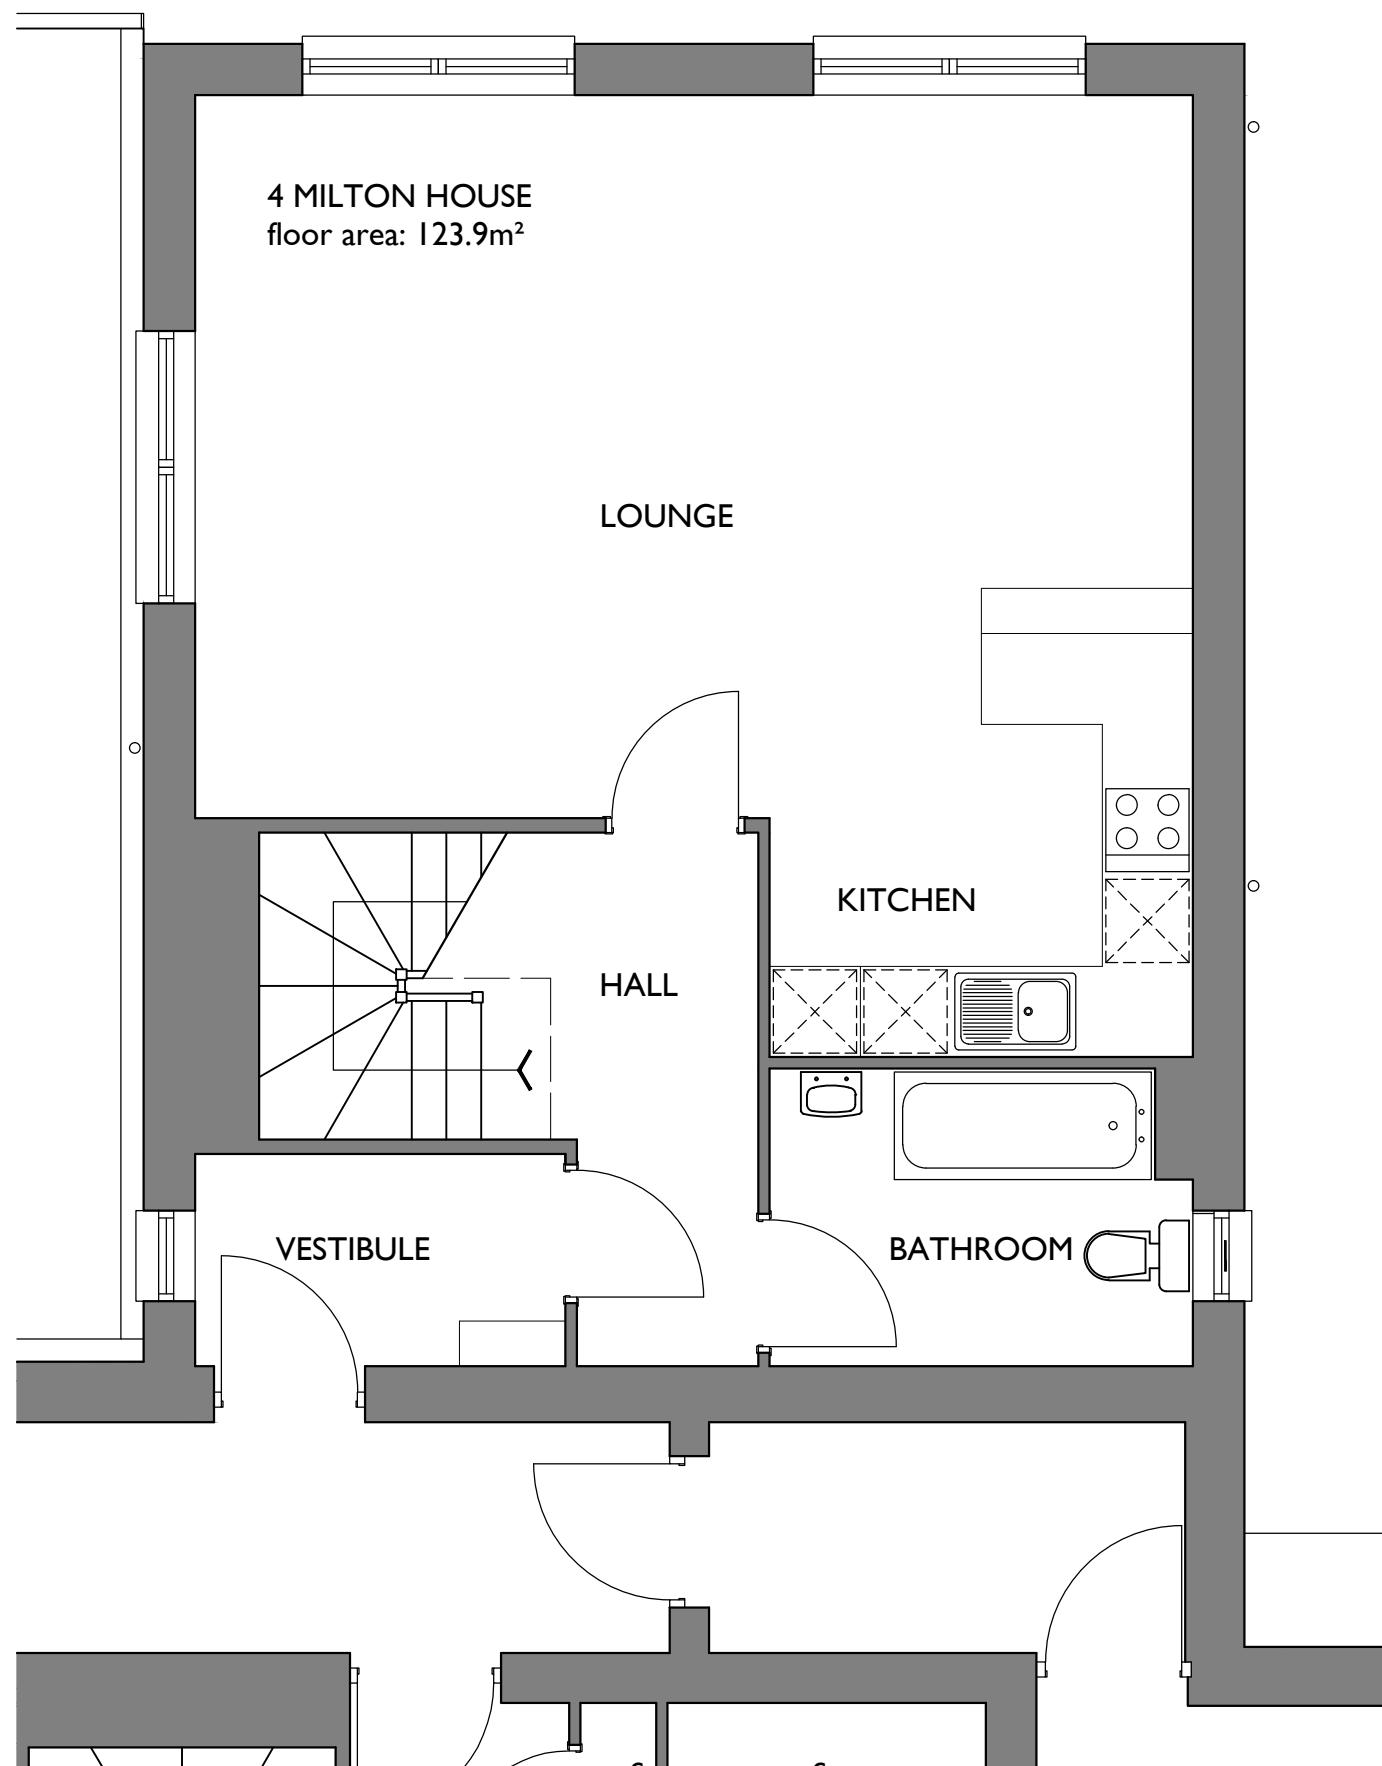 4 MILTON HOUSE
floor area: 123.9m²
LOUNGE
KITCHEN
HALL
VESTIBULE
BATHROOM